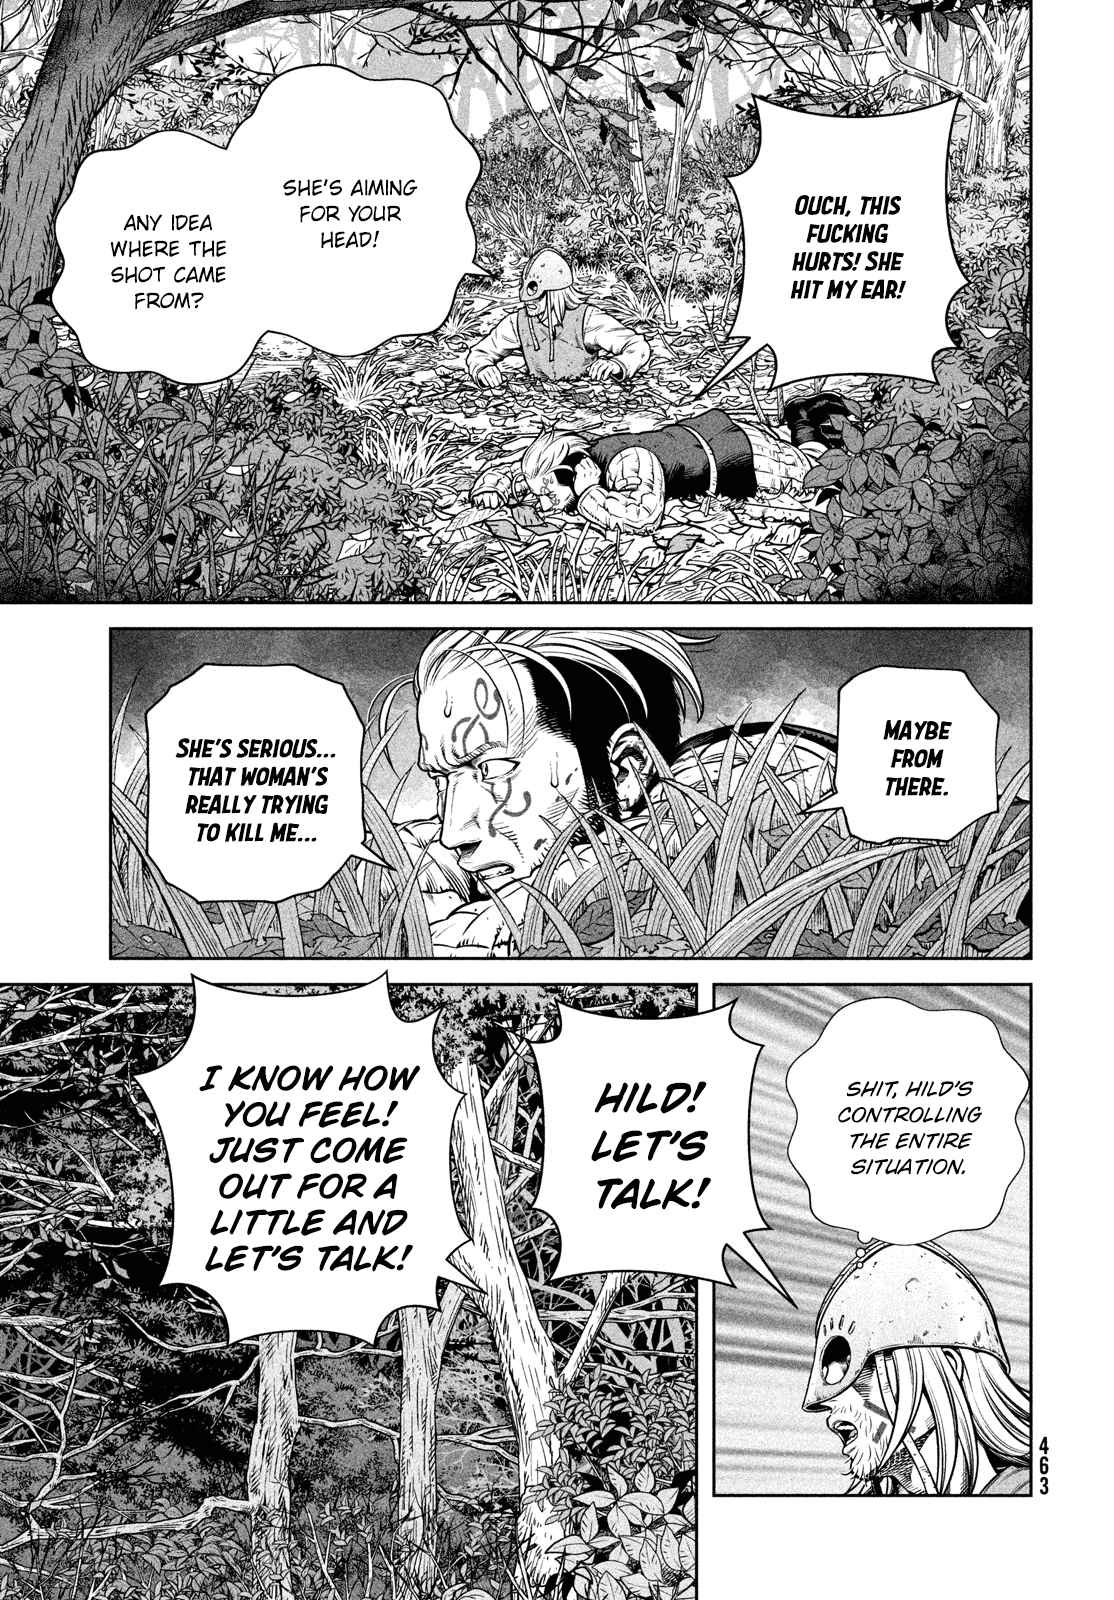 OUCH, THIS
FUCKING
HURTS! SHE
HIT MY EAR!
SHE'S AIMING
FOR YOUR
HEAD!
ANY IDEA
WHERE THE
SHOT CAME
FROM?
MAYBE
FROM
THERE.
SHE'S SERIOUS...
THAT WOMAN'S
REALLY TRYING
TO KILL ME...
SHIT, HILD'S
CONTROLLING
THE ENTIRE
SITUATION.
HILD!
LET'S
TALK!
I KNOW HOW
YOU FEEL!
JUST COME
OUT FOR A
LITTLE AND
LET'S TALK!
463